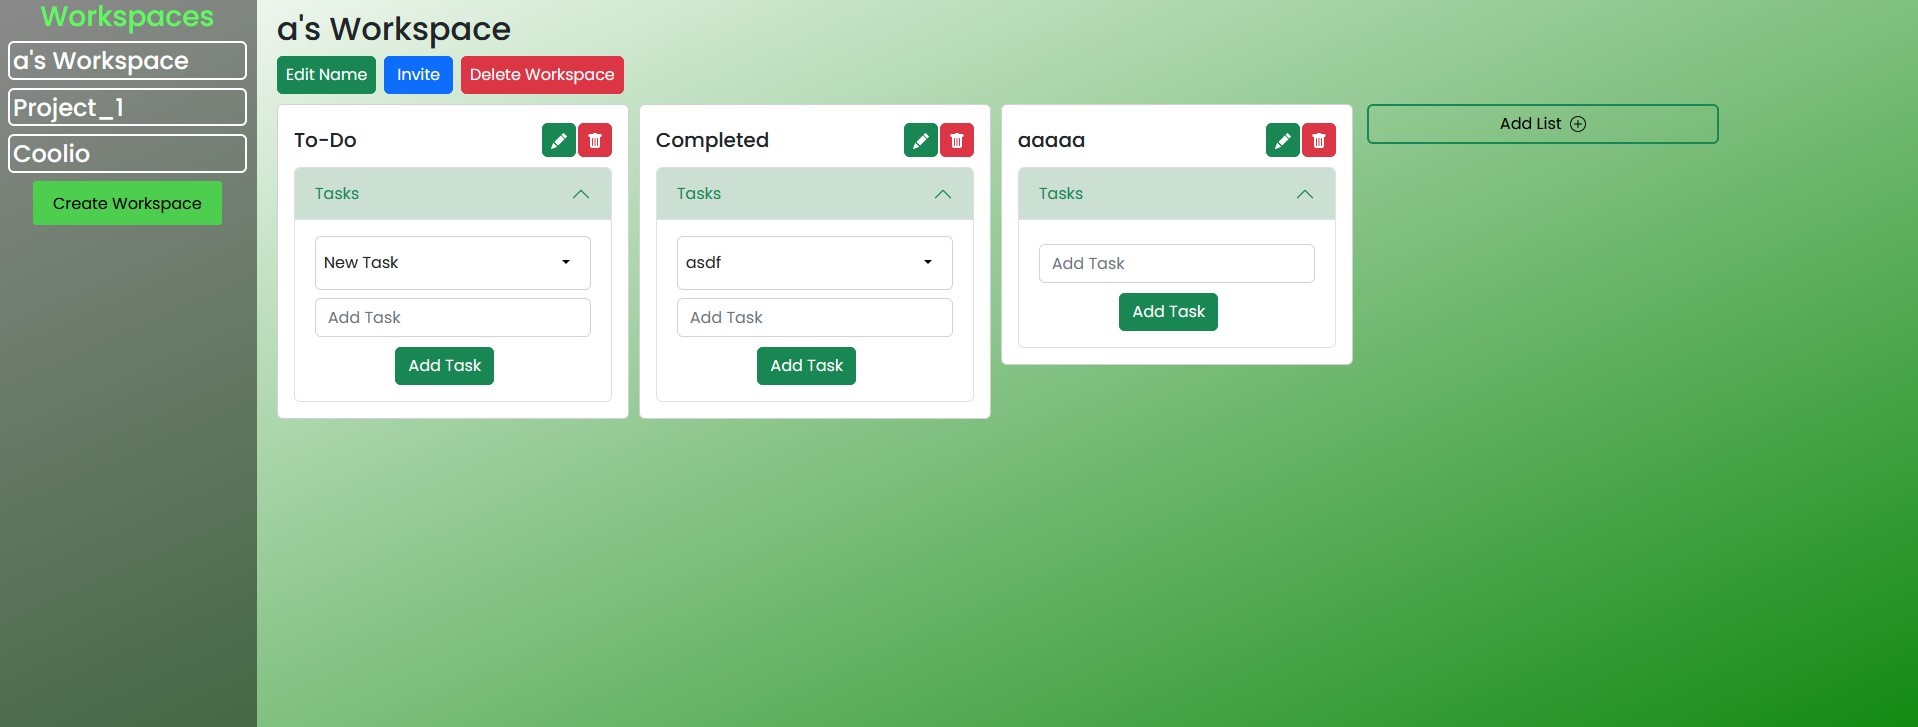 Workspaces
a's Workspace
Project_1
Coolio
Create Workspace
a's Workspace
Edit Name Invite Delete Workspace
To-Do
Tasks
New Task
Add Task
Add Task
Completed
Tasks
asdf
Add Task
Add Task
aaaaa
Tasks
Add Task
Add Task
Add List